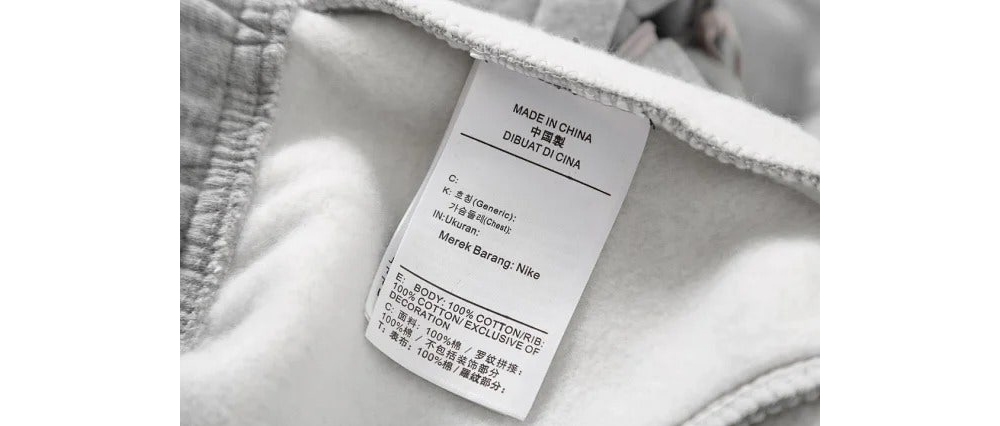 MADE IN CHINA
中国製
DIBUAT DI CINA
C:
K: 호칭(Generic):
가슴둘레(Chest):
IN:Ukuran:
Merek Barang: Nike
E: BODY: 100% COTTON/RIB:
100% COTTON/ EXCLUSIVE OF
DECORATION
C: 面料: 100%棉 / 罗纹拼接:
100%棉 / 不包括装饰部分
T: 表布: 100%棉 / 羅紋部分: